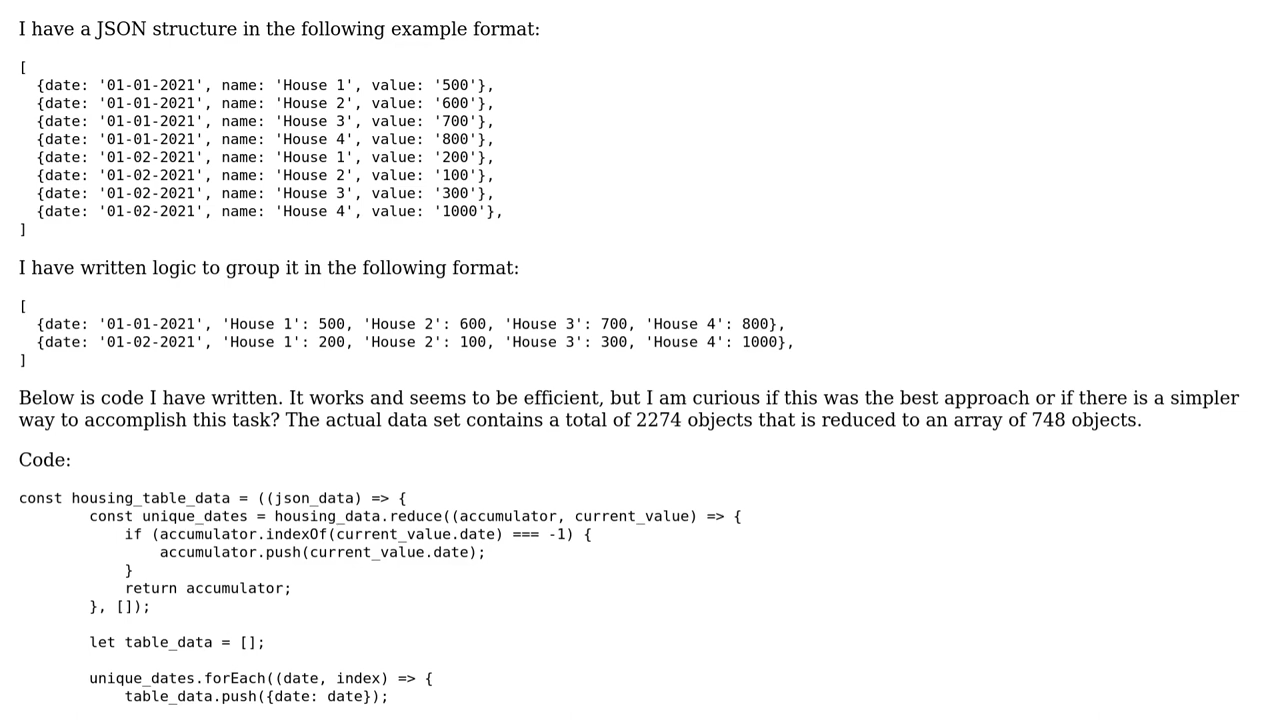 I have a JSON structure in the following example format:
[
  {date: '01-01-2021', name: 'House 1', value: '500'},
  {date: '01-01-2021', name: 'House 2', value: '600'},
  {date: '01-01-2021', name: 'House 3', value: '700'},
  {date: '01-01-2021', name: 'House 4', value: '800'},
  {date: '01-02-2021', name: 'House 1', value: '200'},
  {date: '01-02-2021', name: 'House 2', value: '100'},
  {date: '01-02-2021', name: 'House 3', value: '300'},
  {date: '01-02-2021', name: 'House 4', value: '1000'},
]
I have written logic to group it in the following format:
[
  {date: '01-01-2021', 'House 1': 500, 'House 2': 600, 'House 3': 700, 'House 4': 800},
  {date: '01-02-2021', 'House 1': 200, 'House 2': 100, 'House 3': 300, 'House 4': 1000},
]
Below is code I have written. It works and seems to be efficient, but I am curious if this was the best approach or if there is a simpler
way to accomplish this task? The actual data set contains a total of 2274 objects that is reduced to an array of 748 objects.
Code:
const housing_table_data = ((json_data) => {
        const unique_dates = housing_data.reduce((accumulator, current_value) => {
            if (accumulator.indexOf(current_value.date) === -1) {
                accumulator.push(current_value.date);
            }
            return accumulator;
        }, []);
        let table_data = [];
        unique_dates.forEach((date, index) => {
            table_data.push({date: date});